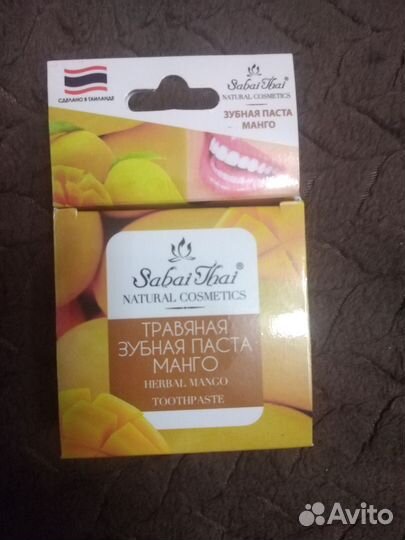 СДЕЛАНО В ТАИЛАНДЕ
Sabai Thai®
NATURAL COSMETICS
ЗУБНАЯ ПАСТА
МАНГО
Sabai Thai®
NATURAL COSMETICS
ТРАВЯНАЯ
ЗУБНАЯ ПАСТА
МАНГО
HERBAL MANGO
TOOTHPASTE
Avito